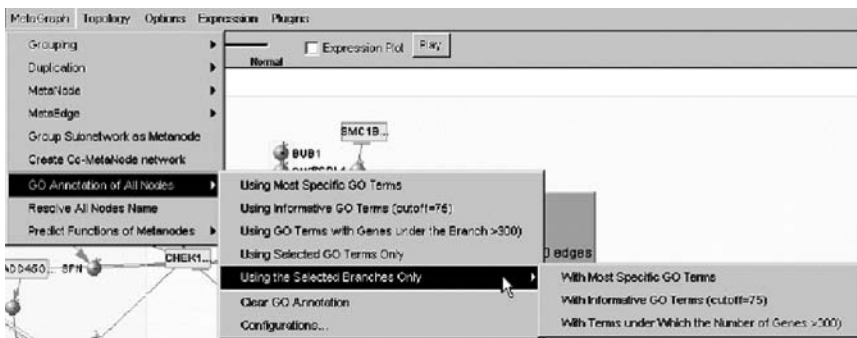 MetaGraph Topology Options Expression Plugins
Grouping
Duplication
MetaNode
MetaEdge
Group Subnetwork as Metanode
Create Co-MetaNode network
GO Annotation of All Nodes
Resolve All Nodes Name
Predict Functions of Metanodes
Normal
Expression Plot
Play
SMC1B...
BUB1
Using Most Specific GO Terms
Using Informative GO Terms (cutoff=75)
Using GO Terms with Genes under the Branch >300)
Using Selected GO Terms Only
Using the Selected Branches Only
Clear GO Annotation
Configurations...
edges
With Most Specific GO Terms
With Informative GO Terms (cutoff=75)
With Terms under Which the Number of Genes >300)
SFN
CHEK1...